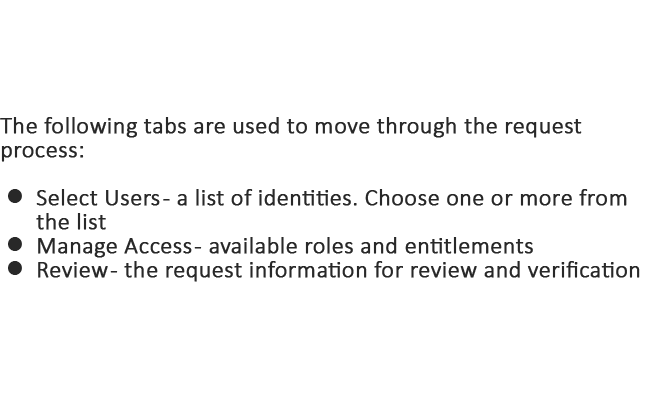 The following tabs are used to move through the request
process:
● Select Users- a list of identities. Choose one or more from
the list
● Manage Access- available roles and entitlements
● Review- the request information for review and verification